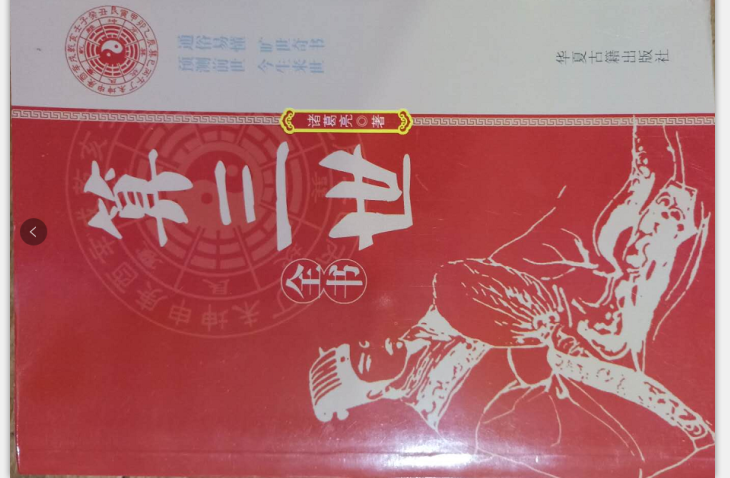 通俗易懂 旷世奇书
预测前世 今生来世
华夏古籍出版社
诸葛亮◎著
算三世
全书